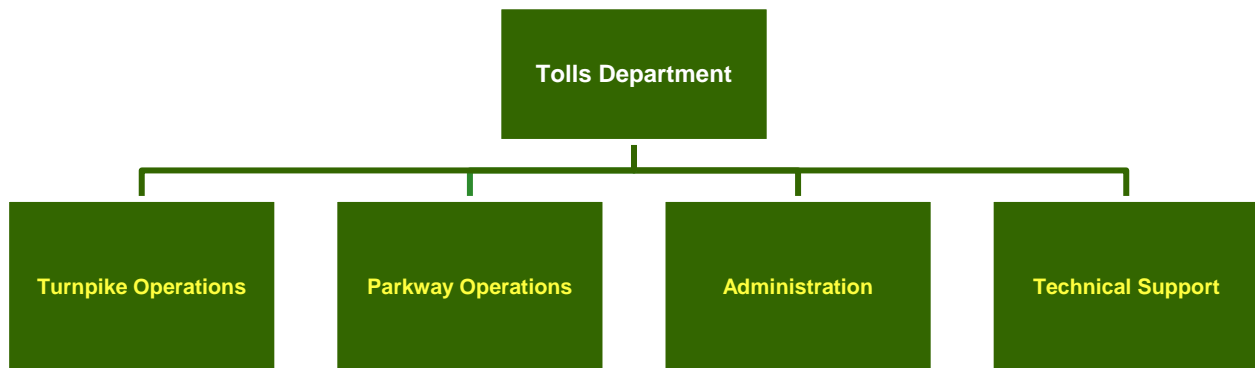 Tolls Department
Turnpike Operations
Parkway Operations
Administration
Technical Support